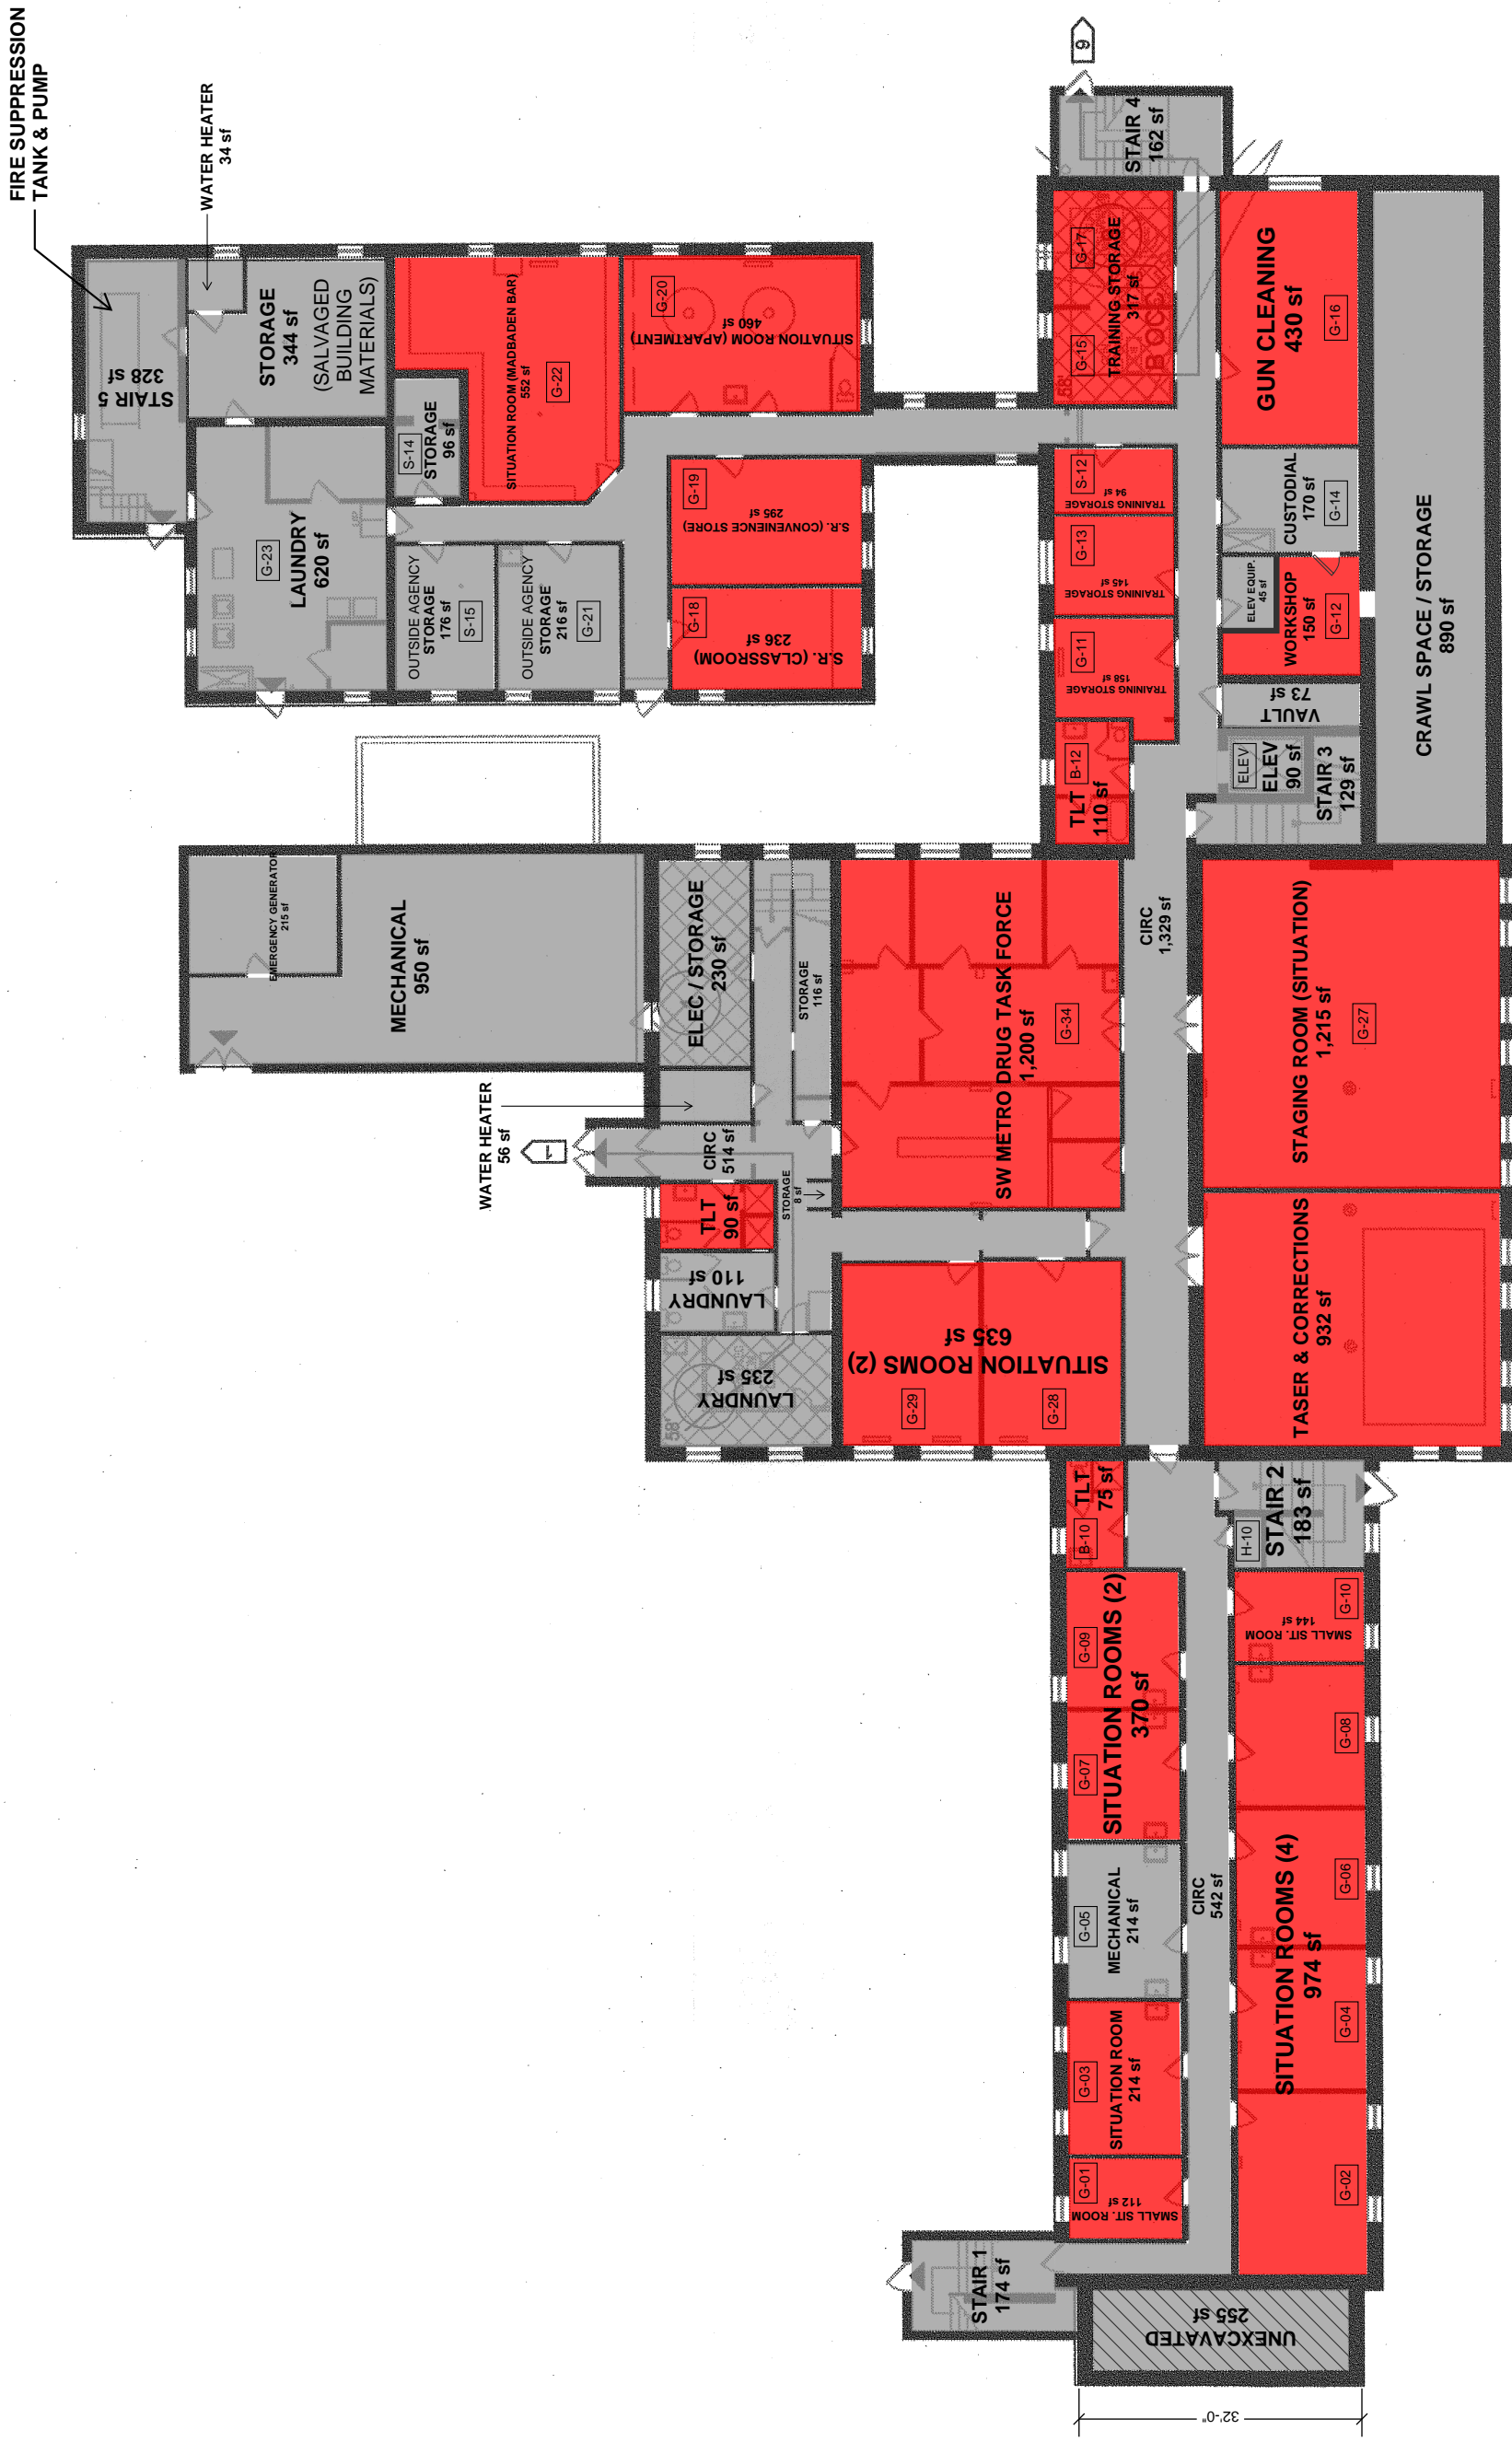 FIRE SUPPRESSION
TANK & PUMP
WATER HEATER
34 sf
STAIR 5
328 sf
STORAGE
344 sf
(SALVAGED
BUILDING
MATERIALS)
G-23
LAUNDRY
620 sf
S-14
STORAGE
96 sf
SITUATION ROOM (MADBADEN BAR)
552 sf
G-22
G-20
SITUATION ROOM (APARTMENT)
460 sf
OUTSIDE AGENCY
STORAGE
176 sf
S-15
OUTSIDE AGENCY
STORAGE
216 sf
G-21
G-19
S.R. (CONVENIENCE STORE)
295 sf
G-18
S.R. (CLASSROOM)
236 sf
9
STAIR 4
162 sf
G-17
G-15
TRAINING STORAGE
317 sf
58'
GUN CLEANING
430 sf
G-16
S-12
TRAINING STORAGE
94 sf
G-13
TRAINING STORAGE
145 sf
G-11
TRAINING STORAGE
158 sf
CUSTODIAL
170 sf
G-14
ELEV EQUIP.
45 sf
WORKSHOP
150 sf
G-12
VAULT
73 sf
ELEV
ELEV
90 sf
STAIR 3
129 sf
CRAWL SPACE / STORAGE
890 sf
B-12
TLT
110 sf
EMERGENCY GENERATOR
215 sf
MECHANICAL
950 sf
ELEC / STORAGE
230 sf
STORAGE
116 sf
WATER HEATER
56 sf
1
CIRC
514 sf
STORAGE
8 sf
TLT
90 sf
LAUNDRY
110 sf
LAUNDRY
235 sf
58'
SW METRO DRUG TASK FORCE
1,200 sf
G-34
CIRC
1,329 sf
STAGING ROOM (SITUATION)
1,215 sf
G-27
TASER & CORRECTIONS
932 sf
SITUATION ROOMS (2)
635 sf
G-29
G-28
TLT
75 sf
B-10
H-10
STAIR 2
183 sf
G-09
G-07
SITUATION ROOMS (2)
370 sf
G-10
SMALL SIT. ROOM
144 sf
G-08
G-06
G-04
G-02
SITUATION ROOMS (4)
974 sf
G-05
MECHANICAL
214 sf
CIRC
542 sf
G-03
SITUATION ROOM
214 sf
G-01
SMALL SIT. ROOM
112 sf
STAIR 1
174 sf
UNEXCAVATED
255 sf
32'-0"